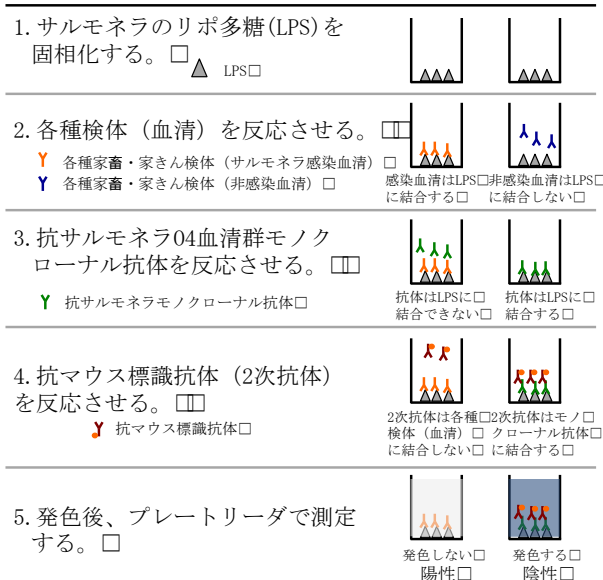 1.サルモネラのリポ多糖(LPS)を
固相化する。□
LPS□
2.各種検体（血清）を反応させる。□□
各種家畜・家きん検体（サルモネラ感染血清）□
各種家畜・家きん検体（非感染血清）□
感染血清はLPS□
に結合する□
非感染血清はLPS□
に結合しない□
3.抗サルモネラO4血清群モノク
ローナル抗体を反応させる。□□
抗サルモネラモノクローナル抗体□
抗体はLPSに□
結合できない□
抗体はLPSに□
結合する□
4.抗マウス標識抗体（2次抗体）
を反応させる。□□
抗マウス標識抗体□
2次抗体は各種□
検体（血清）□
に結合しない□
2次抗体はモノ□
クローナル抗体□
に結合する□
5.発色後、プレートリーダで測定
する。□
発色しない□
陽性□
発色する□
陰性□